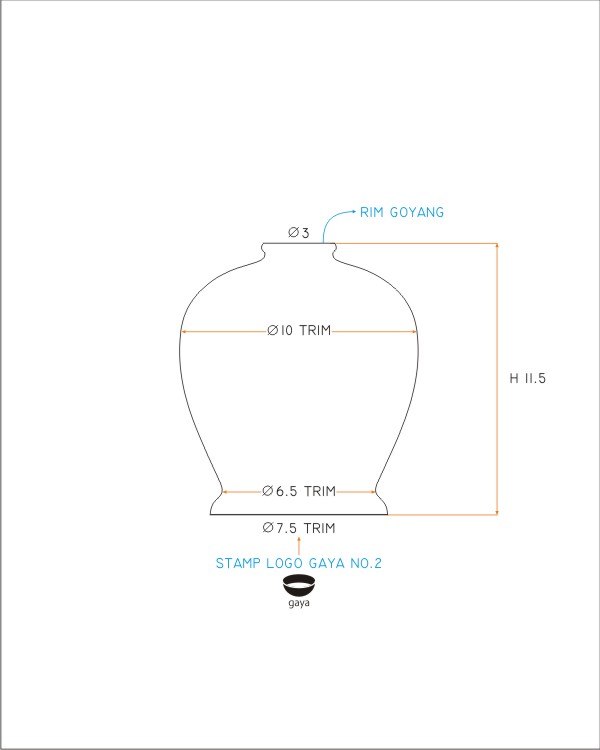 RIM GOYANG
Ø3
Ø10 TRIM
H 11.5
Ø6.5 TRIM
Ø7.5 TRIM
STAMP LOGO GAYA NO.2
gaya